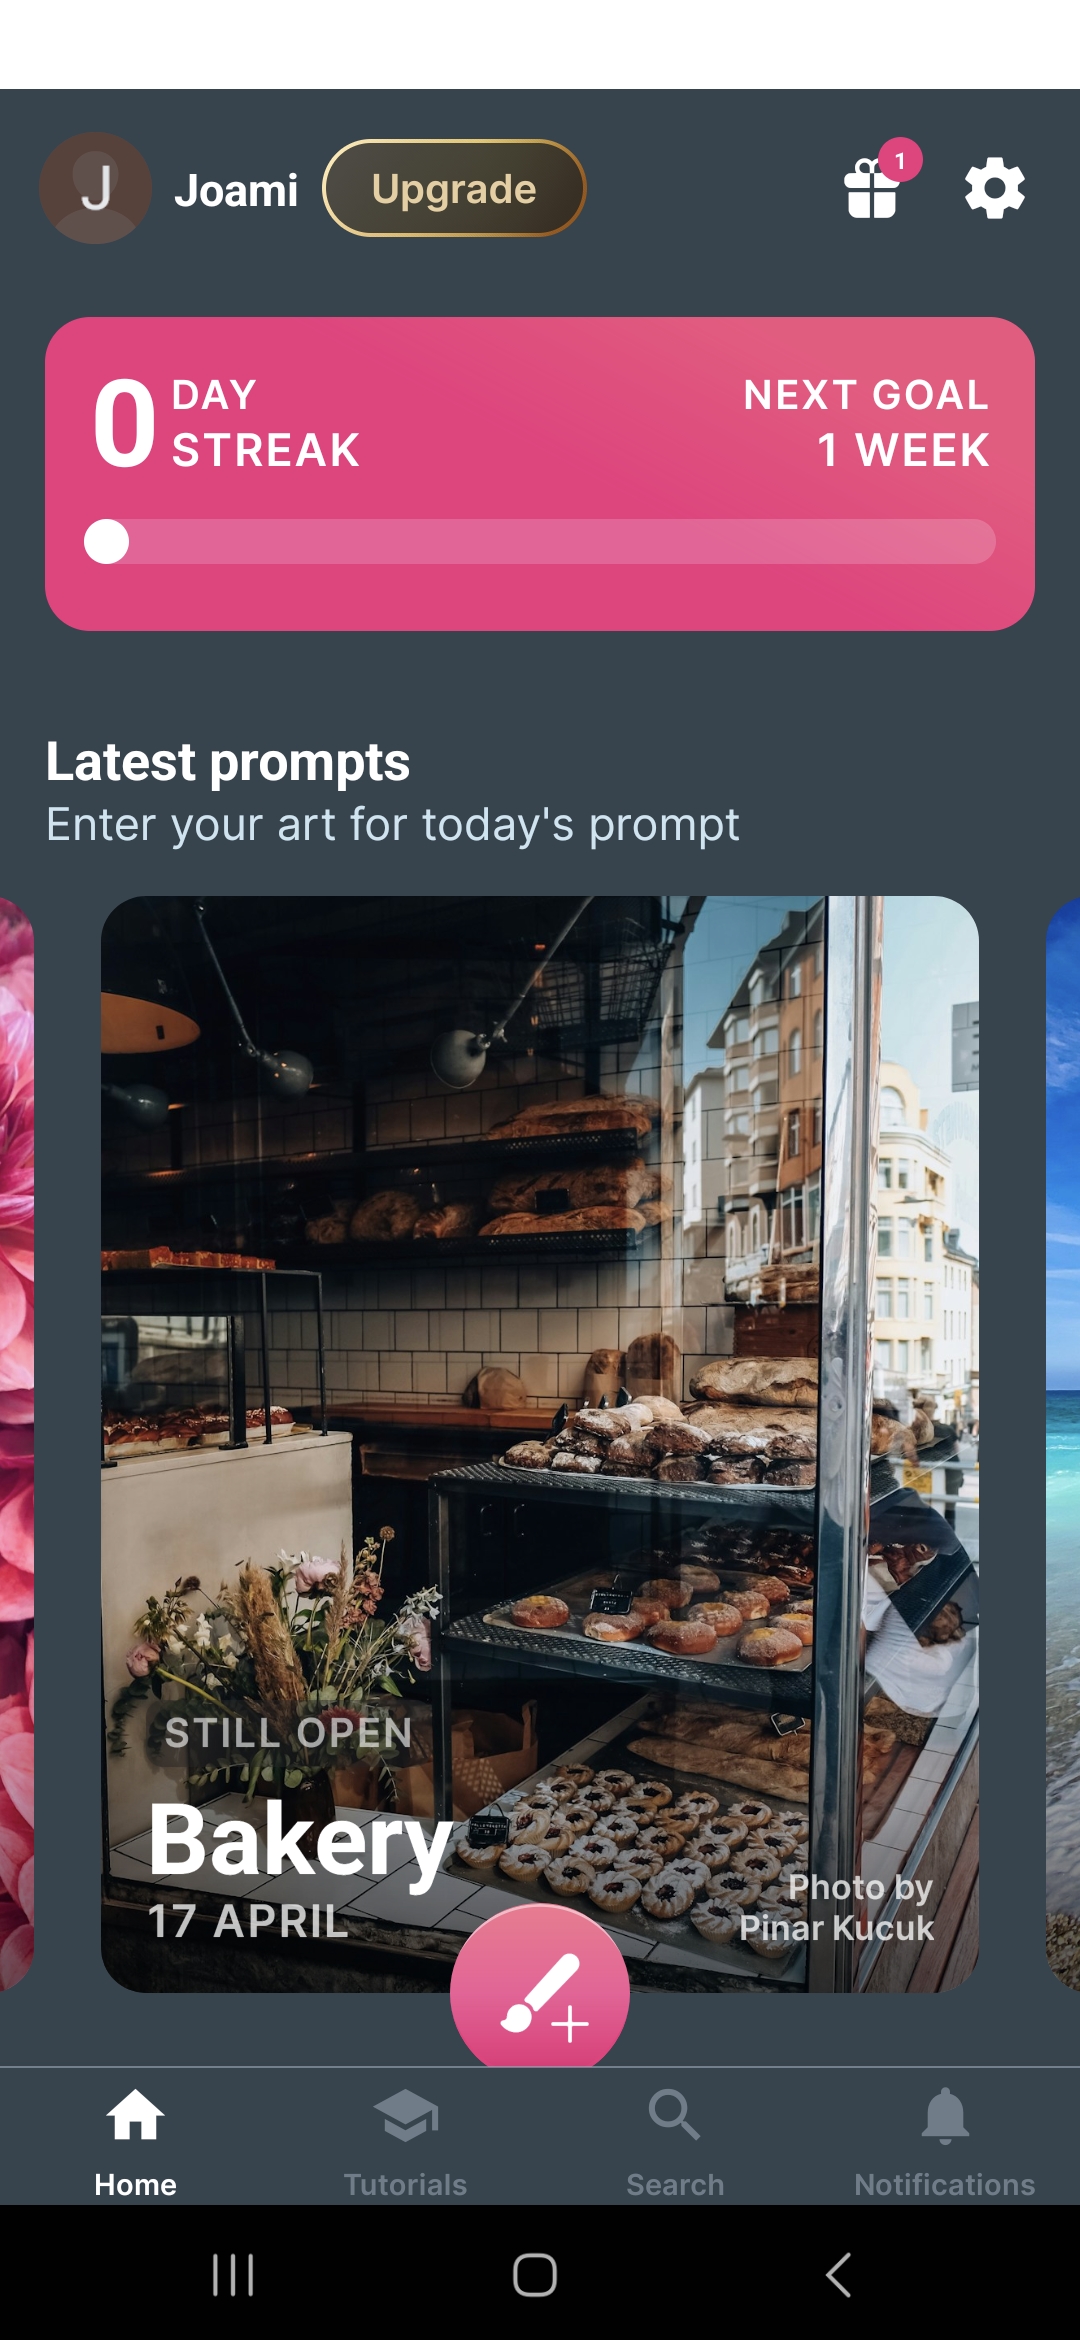 J
Joami
Upgrade
1
0
DAY
STREAK
NEXT GOAL
1 WEEK
Latest prompts
Enter your art for today's prompt
STILL OPEN
Bakery
17 APRIL
Photo by
Pinar Kucuk
Home
Tutorials
Search
Notifications